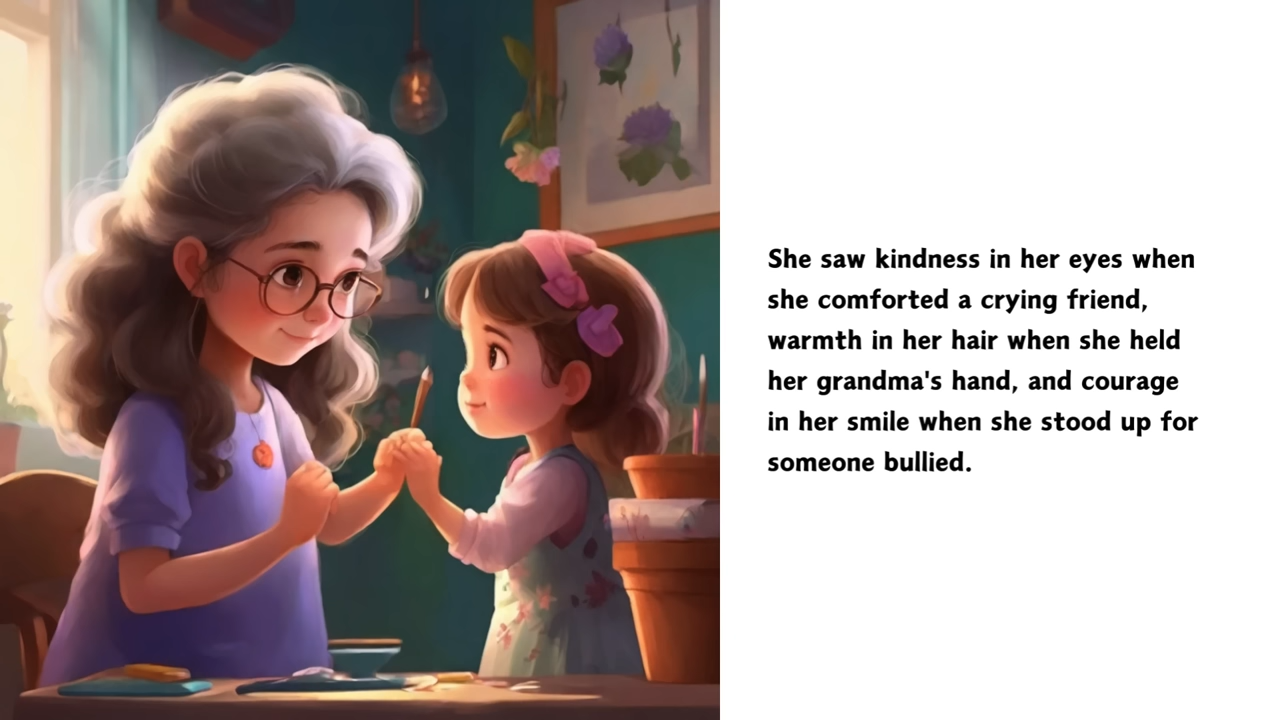 She saw kindness in her eyes when
she comforted a crying friend,
warmth in her hair when she held
her grandma's hand, and courage
in her smile when she stood up for
someone bullied.